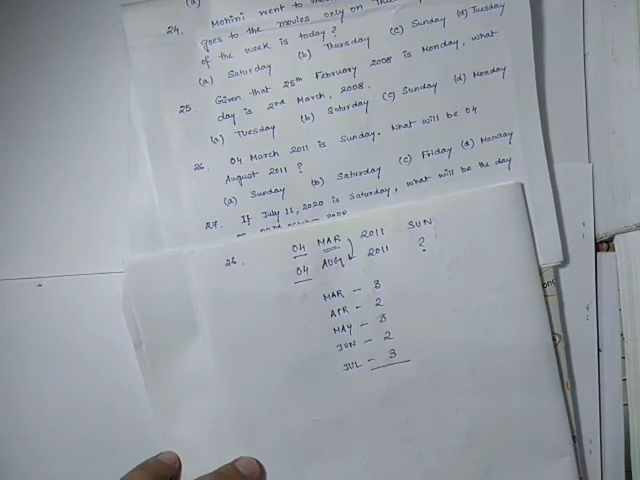 (a)
24. Mohini went to
goes to the movies only on
of the week is today?
(a) Saturday (b) Thursday (c) Sunday (d) Tuesday
25. Given that 25th February 2008 is Monday, what
day is 2nd March, 2008.
(a) Tuesday (b) Saturday (c) Sunday (d) Monday
26. 04 March 2011 is Sunday. What will be 04
August 2011 ?
(a) Sunday (b) Saturday (c) Friday (d) Monday
27. If July 11, 2020 is Saturday, what will be the day
26. 04 MAR 2011 SUN
04 AUG 2011 ?
MAR - 3
APR - 2
MAY - 3
JUN - 2
JUL - 3